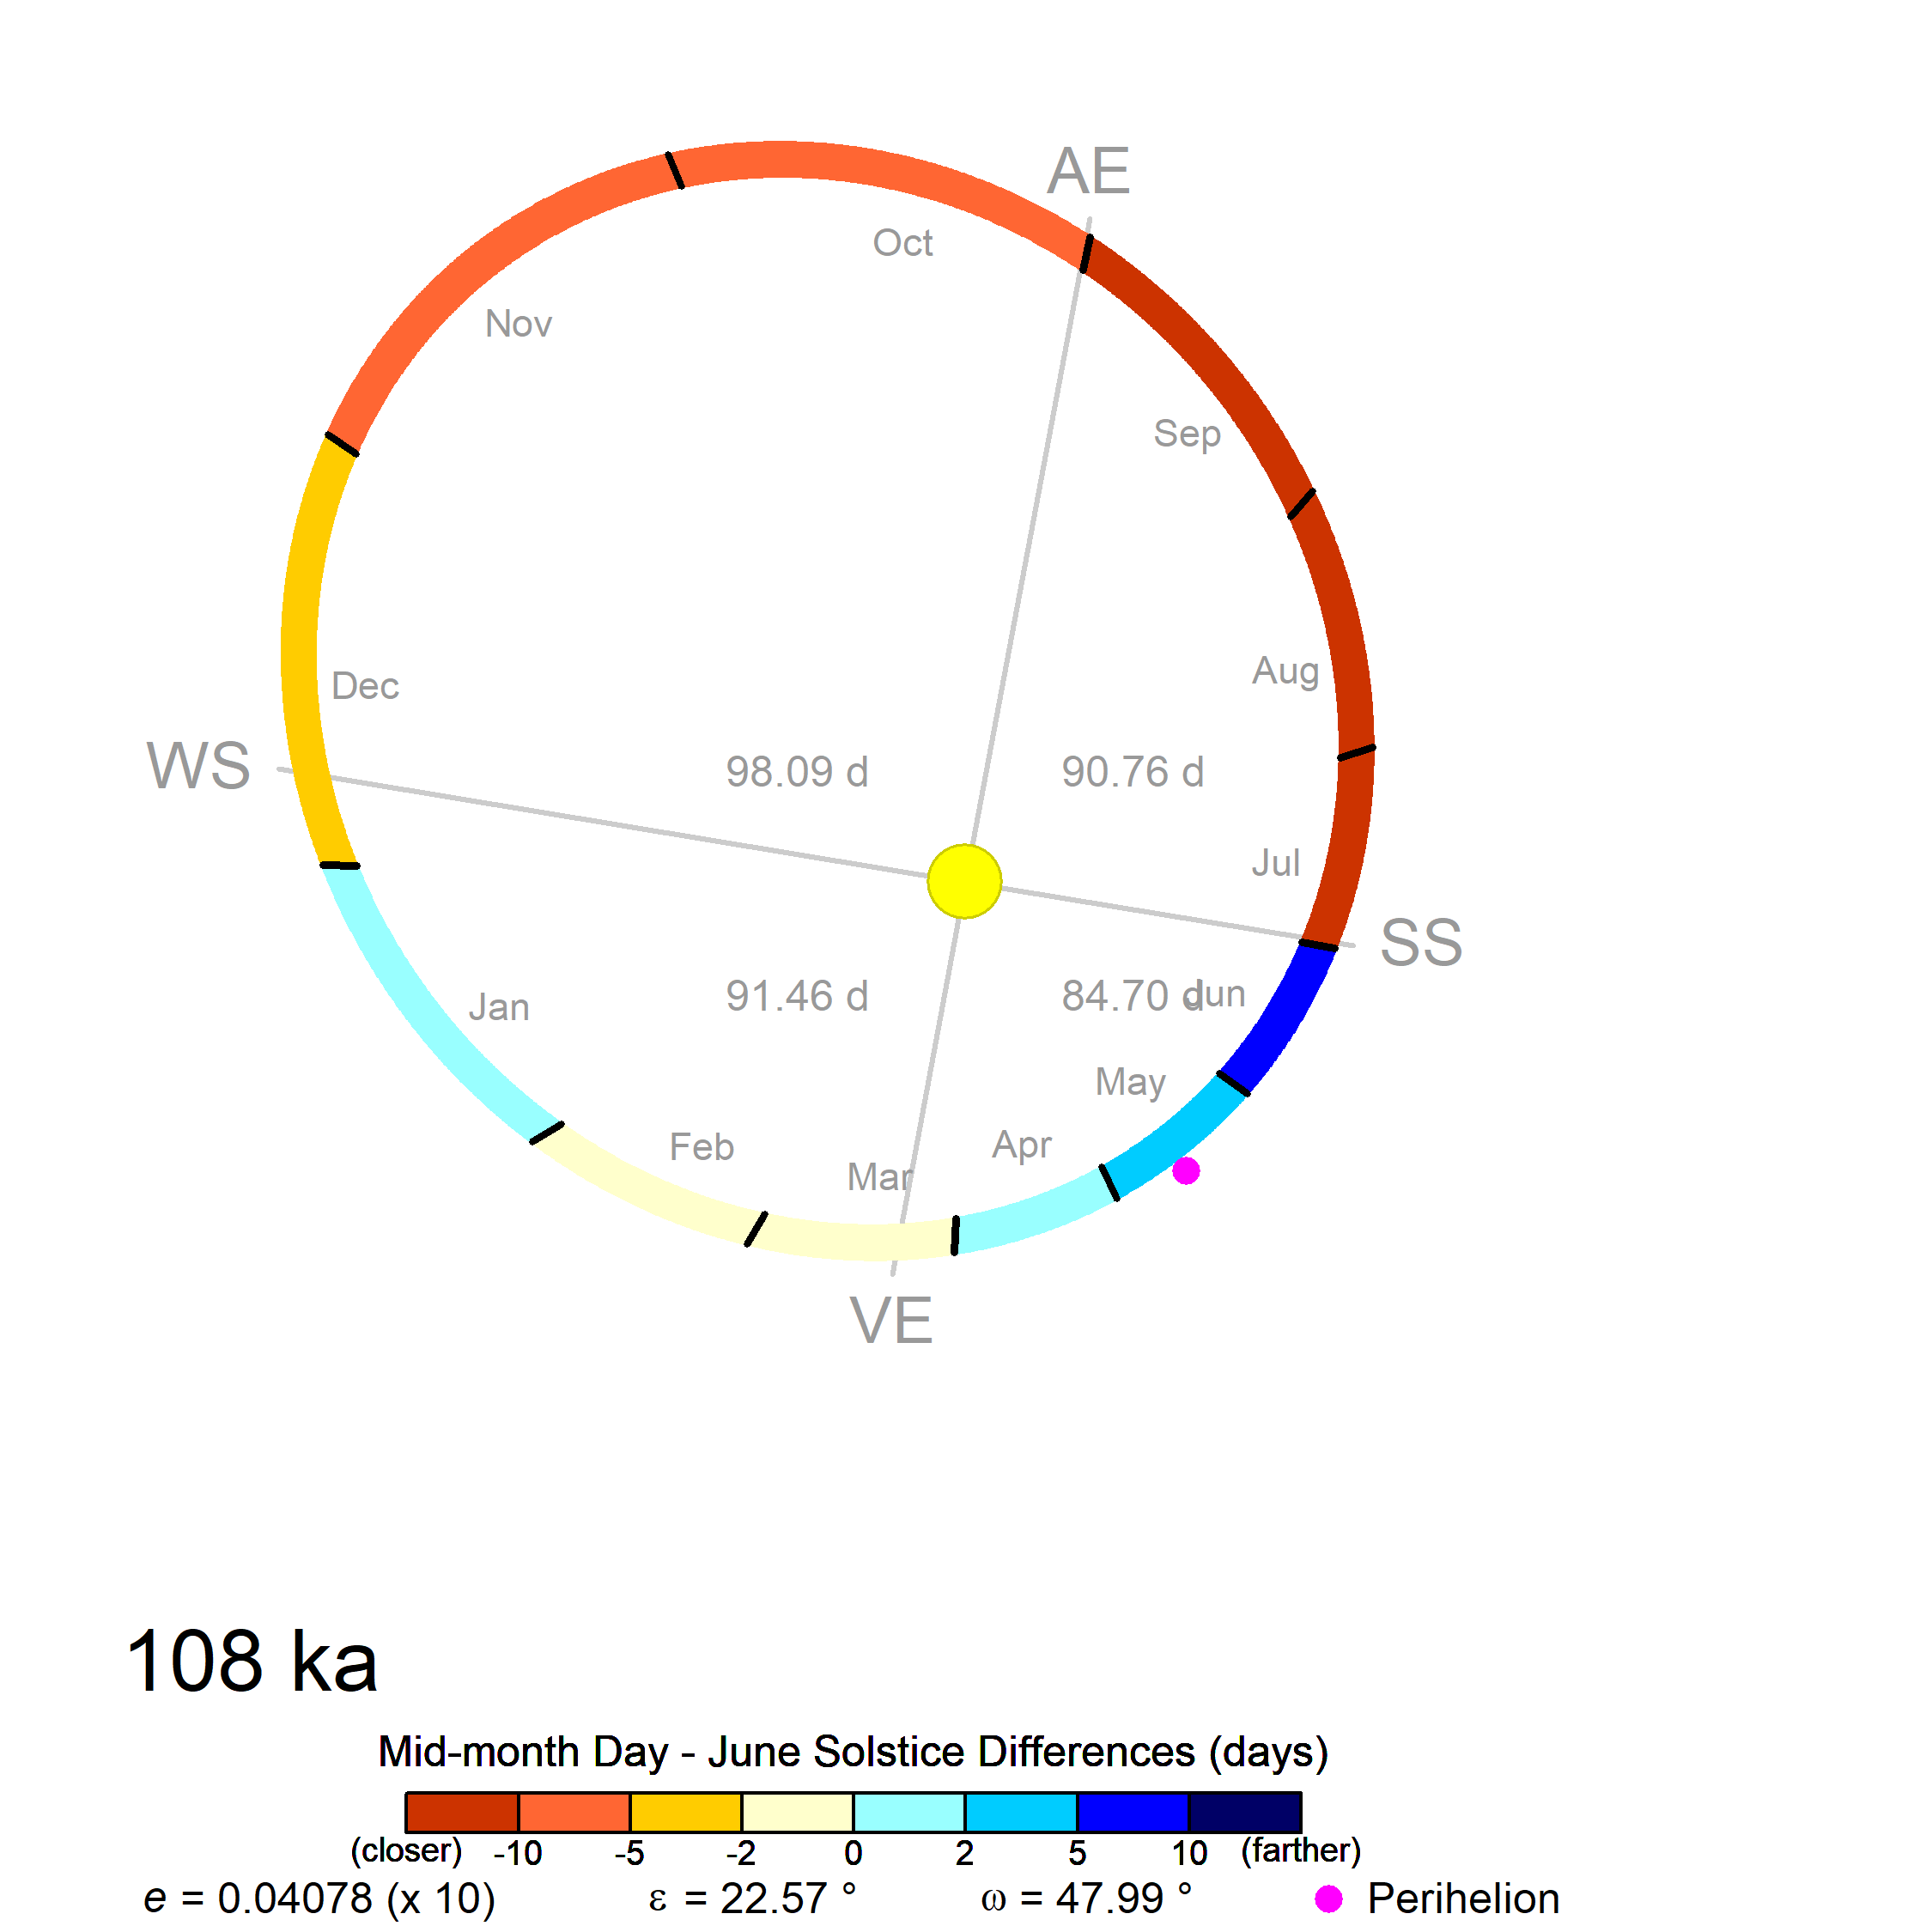 AE
Oct
Nov
Sep
Aug
Dec
WS
98.09 d
90.76 d
Jul
SS
91.46 d
84.70 d
Jun
Jan
May
Apr
Feb
Mar
VE
108 ka
Mid-month Day - June Solstice Differences (days)
(closer) -10 -5 -2 0 2 5 10 (farther)
e = 0.04078 (x 10) ε = 22.57 ° ω = 47.99 ° Perihelion